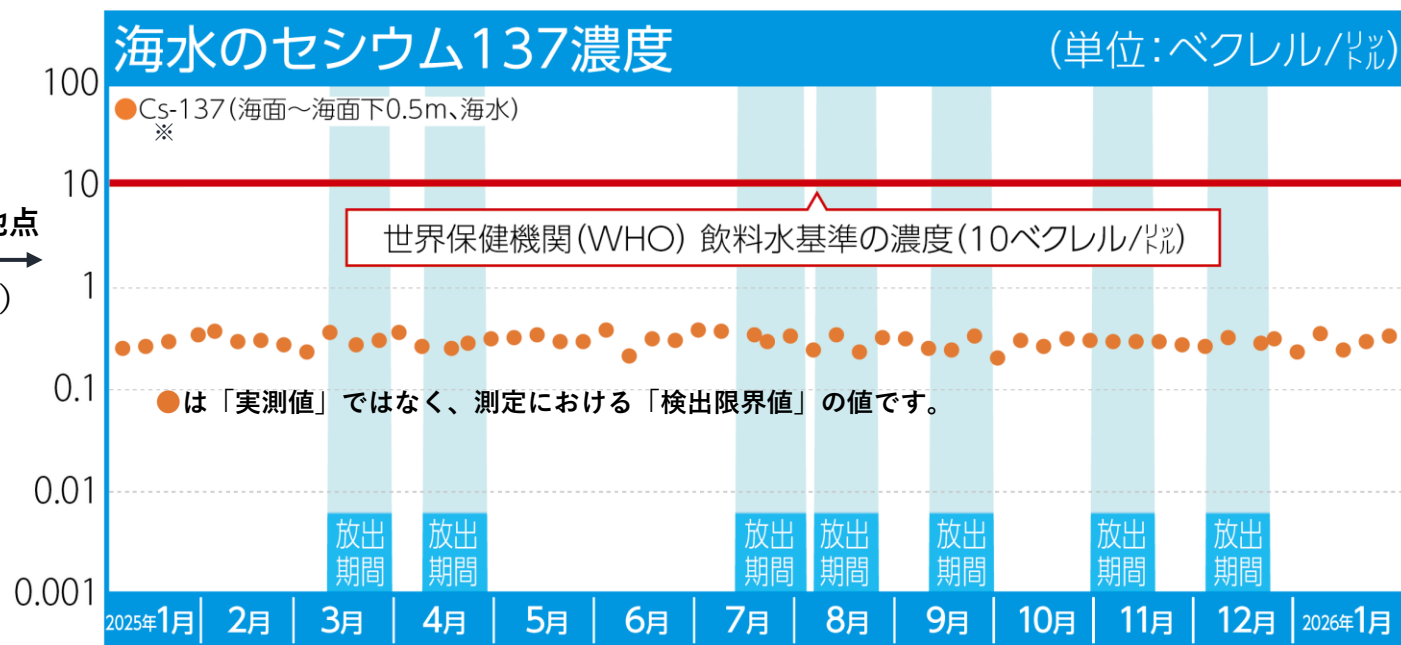 海水のセシウム137濃度
(単位:ベクレル/リットル)
100
10
1
0.1
0.01
0.001
地点
)
●Cs-137(海面~海面下0.5m、海水)
※
世界保健機関(WHO) 飲料水基準の濃度(10ベクレル/リットル)
●は「実測値」ではなく、測定における「検出限界値」の値です。
放出期間
放出期間
放出期間
放出期間
放出期間
放出期間
放出期間
2025年1月 2月 3月 4月 5月 6月 7月 8月 9月 10月 11月 12月 2026年1月